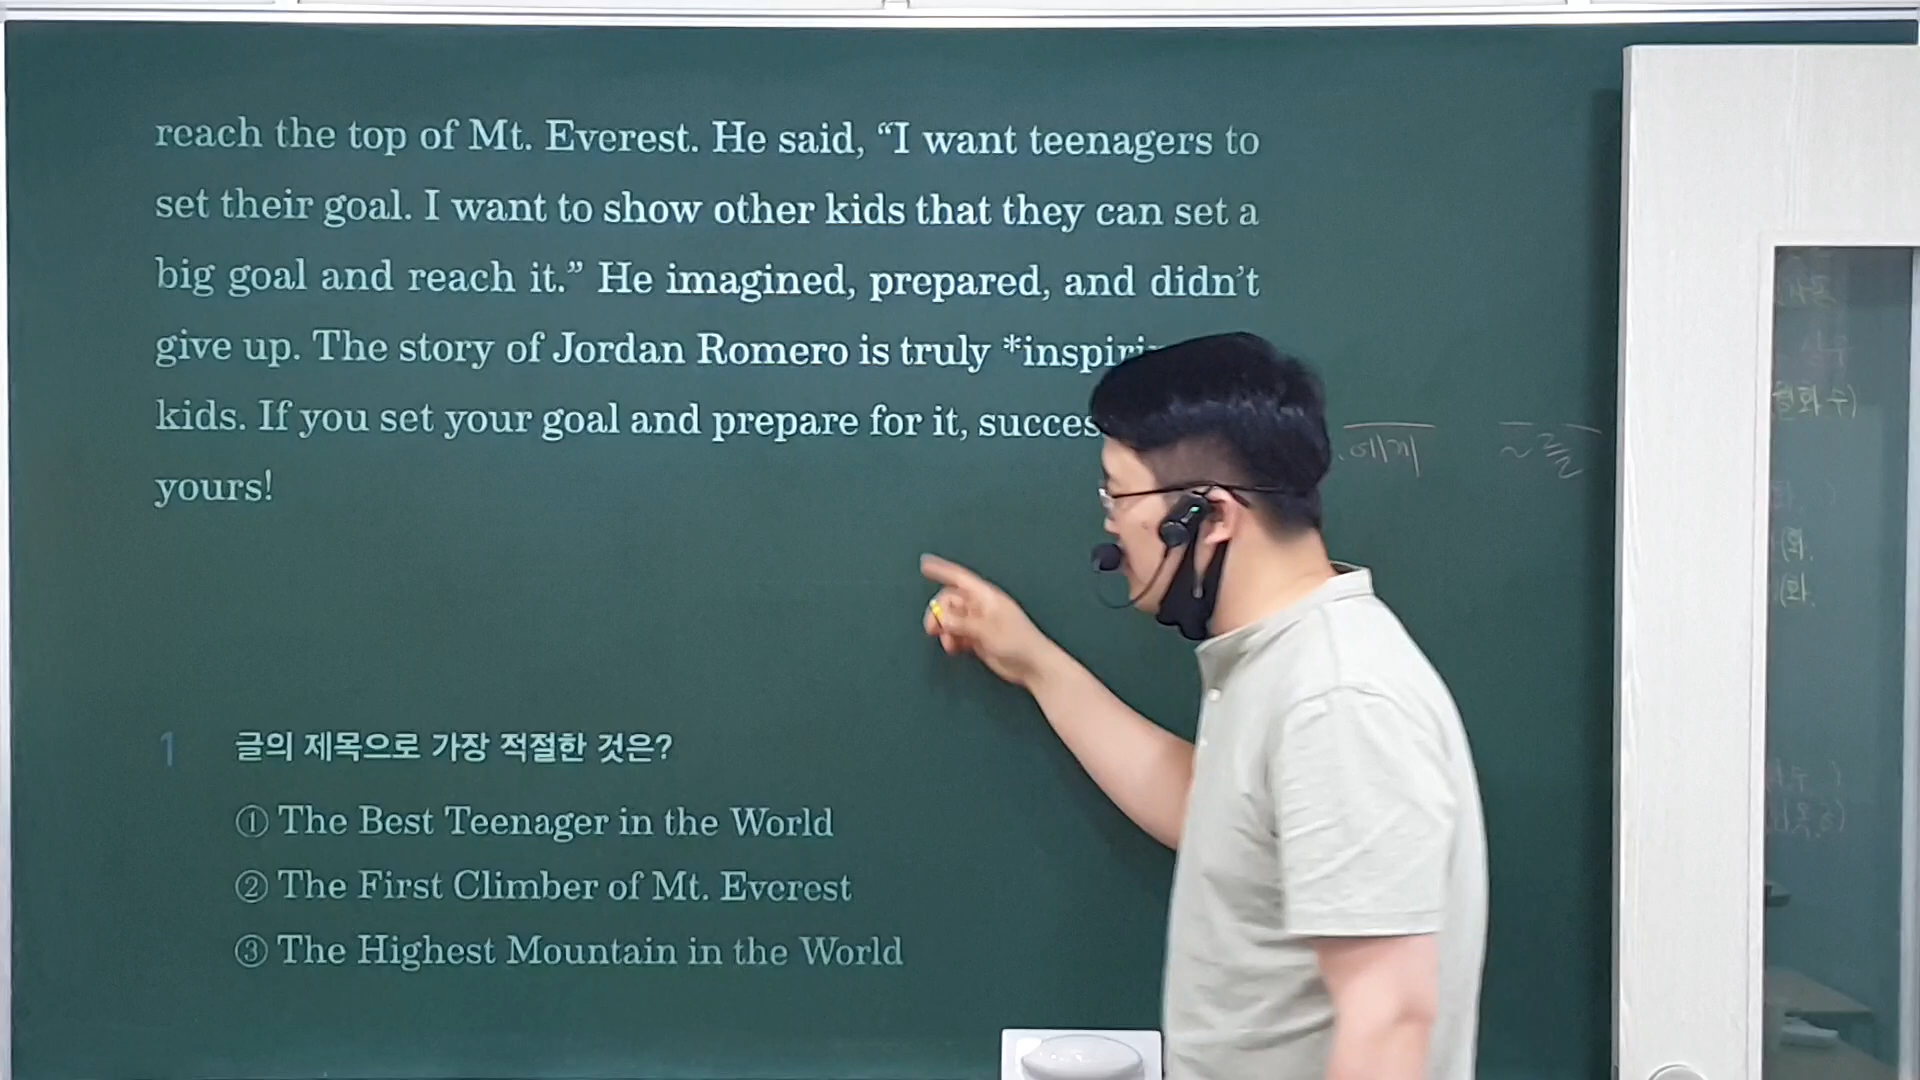 reach the top of Mt. Everest. He said, “I want teenagers to
set their goal. I want to show other kids that they can set a
big goal and reach it.” He imagined, prepared, and didn’t
give up. The story of Jordan Romero is truly
kids. If you set your goal and prepare for it,
yours!
에게
~를
1 글의 제목으로 가장 적절한 것은?
① The Best Teenager in the World
② The First Climber of Mt. Everest
③ The Highest Mountain in the World